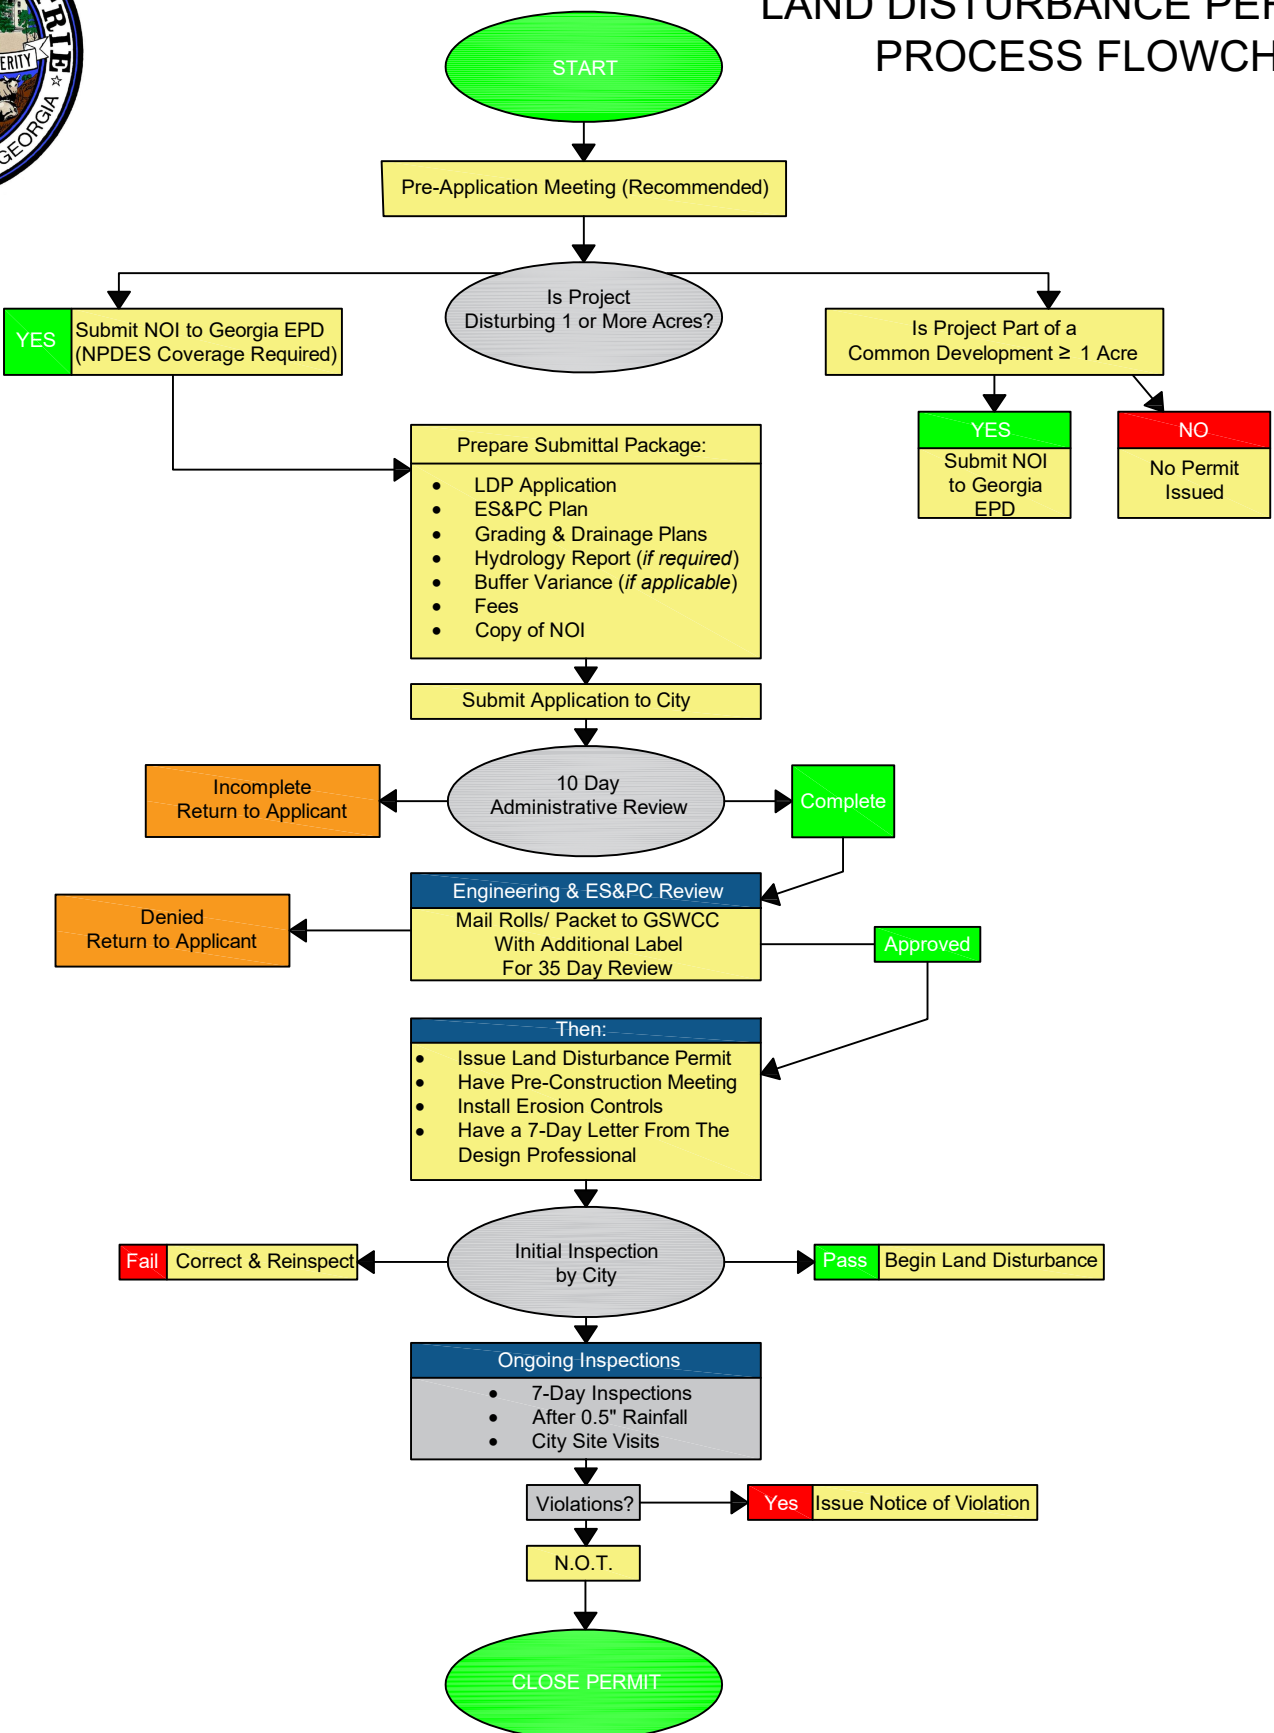 LAND DISTURBANCE PER
PROCESS FLOWCH
RIE
ERITY
GEORGIA
START
Pre-Application Meeting (Recommended)
Is Project
Disturbing 1 or More Acres?
YES
Submit NOI to Georgia EPD
(NPDES Coverage Required)
Is Project Part of a
Common Development ≥ 1 Acre
YES
Submit NOI
to Georgia
EPD
NO
No Permit
Issued
Prepare Submittal Package:
• LDP Application
• ES&PC Plan
• Grading & Drainage Plans
• Hydrology Report (if required)
• Buffer Variance (if applicable)
• Fees
• Copy of NOI
Submit Application to City
10 Day
Administrative Review
Incomplete
Return to Applicant
Complete
Engineering & ES&PC Review
Mail Rolls/ Packet to GSWCC
With Additional Label
For 35 Day Review
Denied
Return to Applicant
Approved
Then:
• Issue Land Disturbance Permit
• Have Pre-Construction Meeting
• Install Erosion Controls
• Have a 7-Day Letter From The
Design Professional
Initial Inspection
by City
Fail Correct & Reinspect
Pass Begin Land Disturbance
Ongoing Inspections
• 7-Day Inspections
• After 0.5" Rainfall
• City Site Visits
Violations?
Yes Issue Notice of Violation
N.O.T.
CLOSE PERMIT